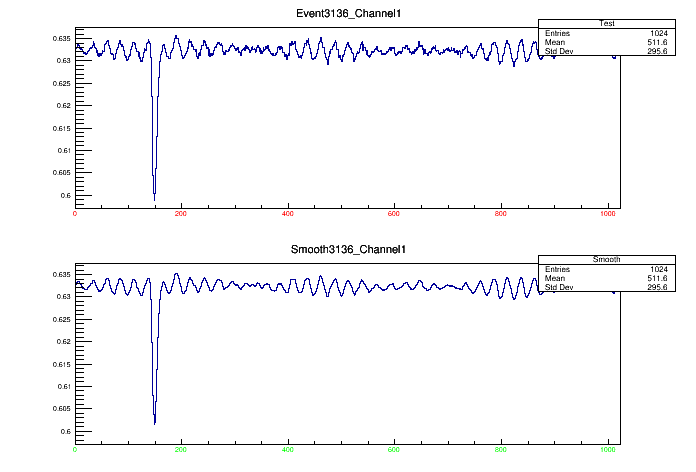 Event3136_Channel1
Test
Entries 1024
Mean 511.6
Std Dev 295.6
0.635
0.63
0.625
0.62
0.615
0.61
0.605
0.6
0 200 400 600 800 1000
Smooth3136_Channel1
Smooth
Entries 1024
Mean 511.6
Std Dev 295.6
0.635
0.63
0.625
0.62
0.615
0.61
0.605
0.6
0 200 400 600 800 1000